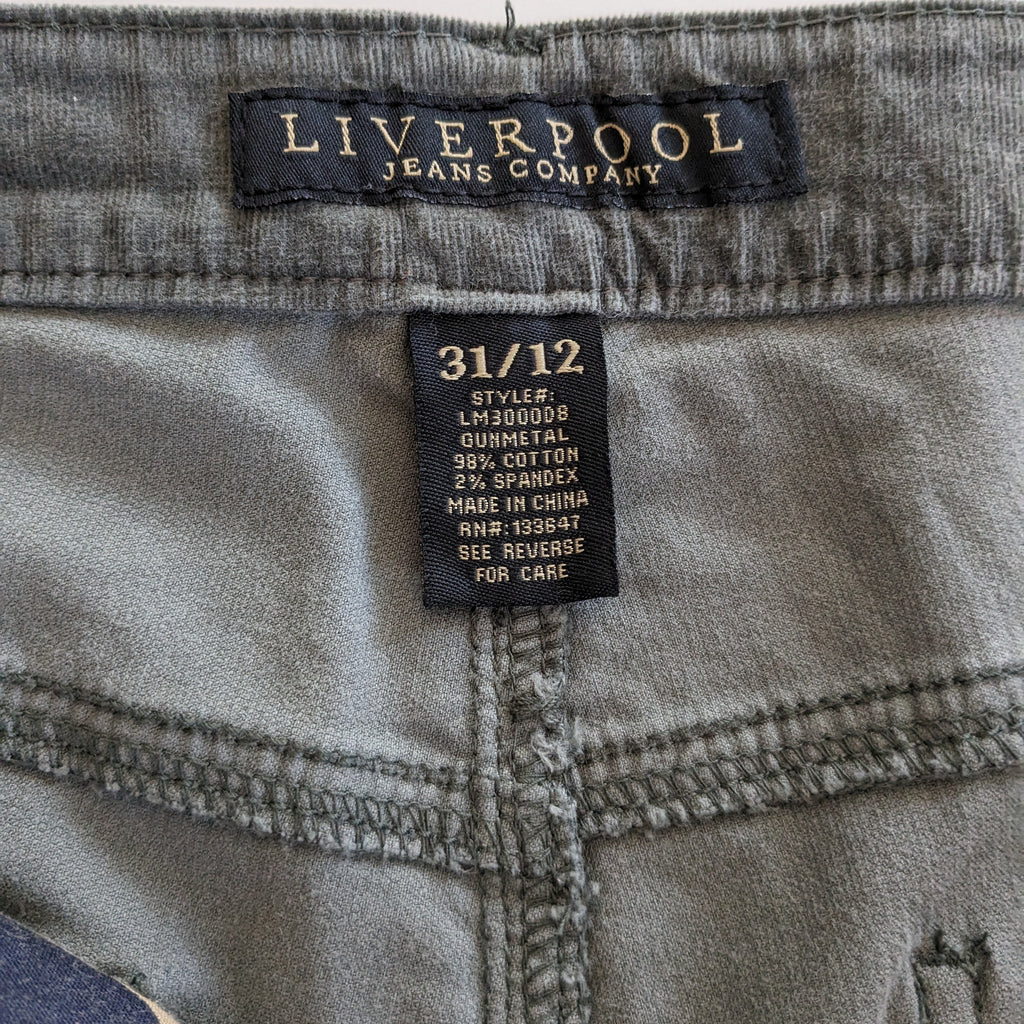 LIVERPOOL
JEANS COMPANY
31/12
STYLE#:
LM3000D8
GUNMETAL
98% COTTON
2% SPANDEX
MADE IN CHINA
RN#:133647
SEE REVERSE
FOR CARE